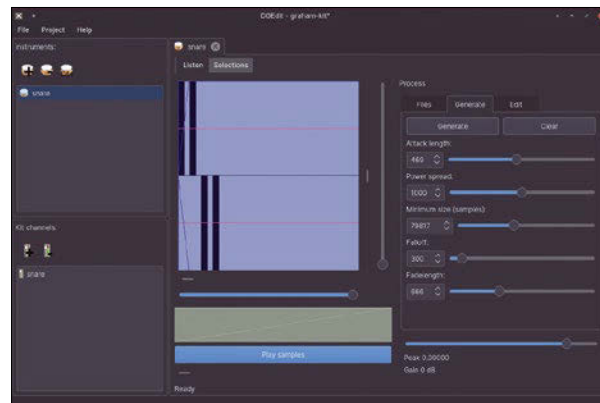 DGEdit - graham-kit*
File Project Help
Instruments:
snare
Kit channels:
snare
snare
Listen Selections
Play samples
Ready
Process
Files Generate Edit
Generate Clear
Attack length:
Power spread:
1000
Minimum size (samples)
Falloff:
300
Fadelength:
666
Peak 0.00000
Gain 0 dB